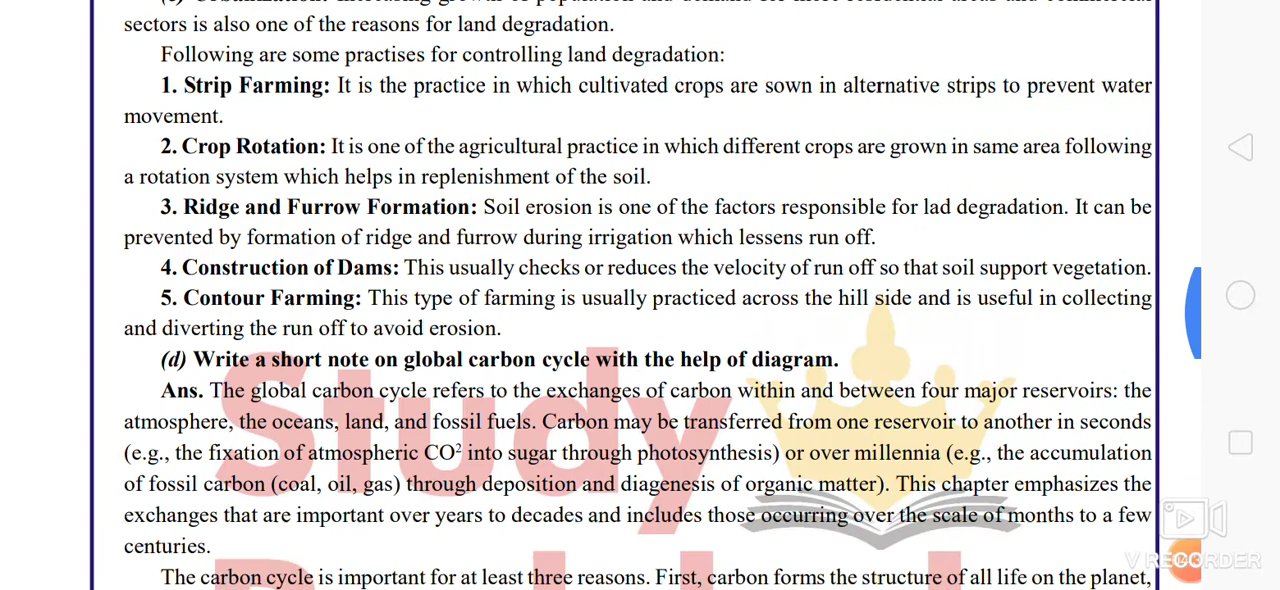 sectors is also one of the reasons for land degradation.
Following are some practises for controlling land degradation:
1. Strip Farming: It is the practice in which cultivated crops are sown in alternative strips to prevent water
movement.
2. Crop Rotation: It is one of the agricultural practice in which different crops are grown in same area following
a rotation system which helps in replenishment of the soil.
3. Ridge and Furrow Formation: Soil erosion is one of the factors responsible for lad degradation. It can be
prevented by formation of ridge and furrow during irrigation which lessens run off.
4. Construction of Dams: This usually checks or reduces the velocity of run off so that soil support vegetation.
5. Contour Farming: This type of farming is usually practiced across the hill side and is useful in collecting
and diverting the run off to avoid erosion.
(d) Write a short note on global carbon cycle with the help of diagram.
Ans. The global carbon cycle refers to the exchanges of carbon within and between four major reservoirs: the
atmosphere, the oceans, land, and fossil fuels. Carbon may be transferred from one reservoir to another in seconds
(e.g., the fixation of atmospheric CO² into sugar through photosynthesis) or over millennia (e.g., the accumulation
of fossil carbon (coal, oil, gas) through deposition and diagenesis of organic matter). This chapter emphasizes the
exchanges that are important over years to decades and includes those occurring over the scale of months to a few
centuries.
The carbon cycle is important for at least three reasons. First, carbon forms the structure of all life on the planet,
Study
V RECORDER